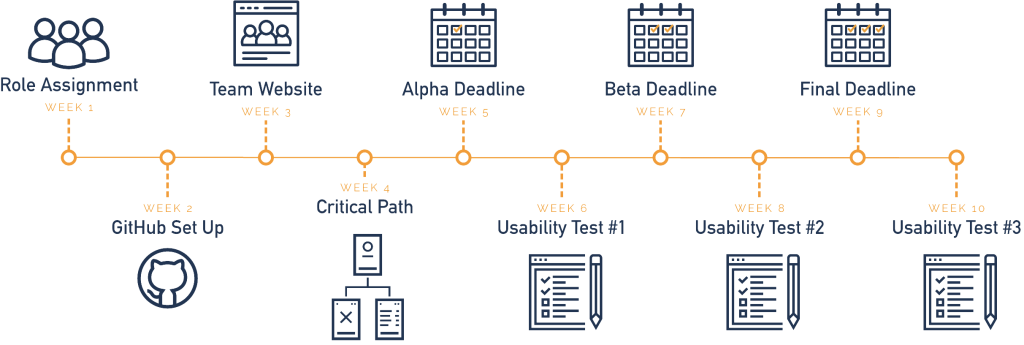 Role Assignment
WEEK 1
GitHub Set Up
WEEK 2
Team Website
WEEK 3
WEEK 4
Critical Path
Alpha Deadline
WEEK 5
WEEK 6
Usability Test #1
Beta Deadline
WEEK 7
WEEK 8
Usability Test #2
Final Deadline
WEEK 9
WEEK 10
Usability Test #3